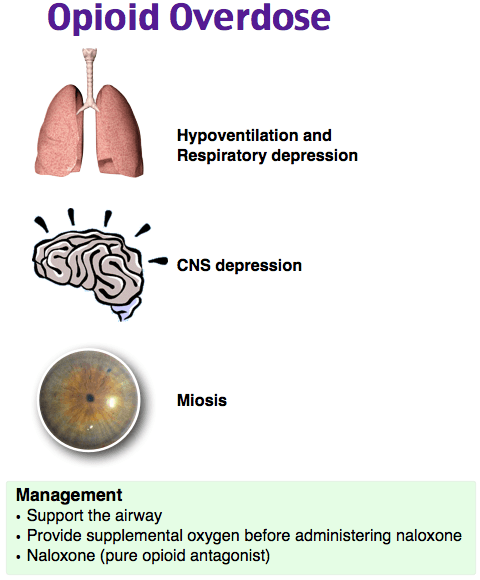 Opioid Overdose
Hypoventilation and
Respiratory depression
CNS depression
Miosis
Management
• Support the airway
• Provide supplemental oxygen before administering naloxone
• Naloxone (pure opioid antagonist)